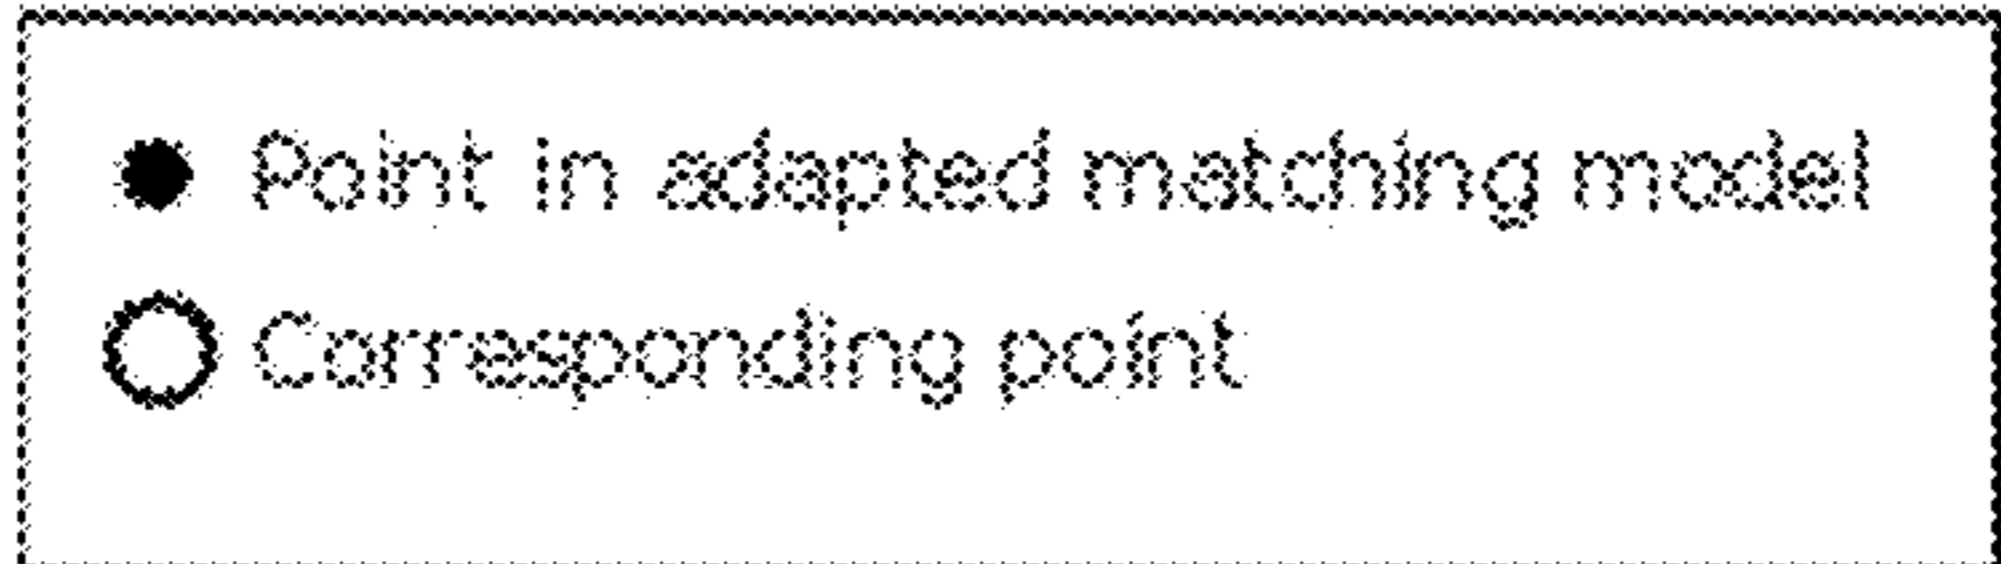 Point in adapted matching model
Corresponding point